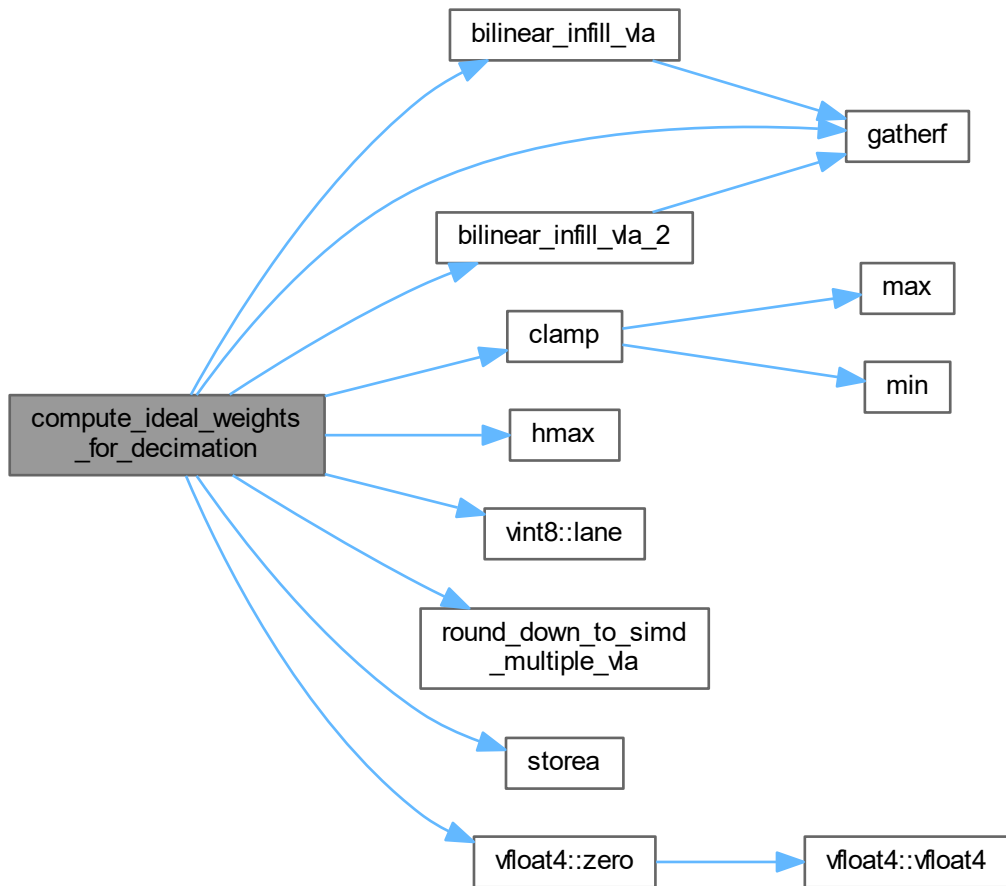 bilinear_infill_vla
gatherf
bilinear_infill_vla_2
max
clamp
min
compute_ideal_weights
_for_decimation
hmax
vint8::lane
round_down_to_simd
_multiple_vla
storea
vfloat4::zero
vfloat4::vfloat4